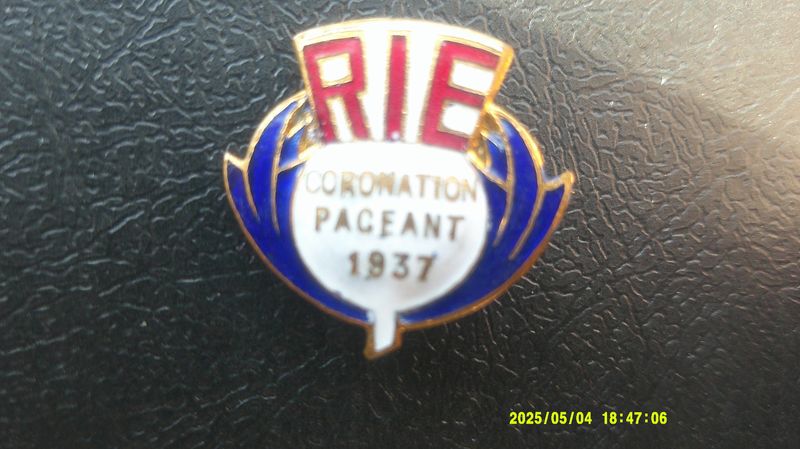 RIE
CORONATION
PAGEANT
1937
2025/05/04 18:47:06